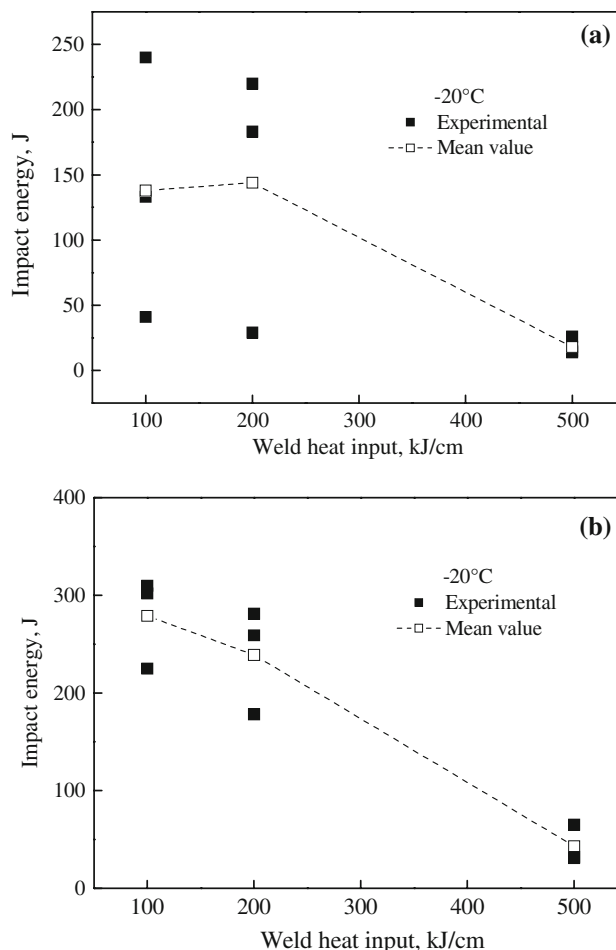 (a)
250
200
150
100
50
0
Impact energy, J
-20°C
Experimental
Mean value
100 200 300 400 500
Weld heat input, kJ/cm
(b)
400
300
200
100
0
Impact energy, J
-20°C
Experimental
Mean value
100 200 300 400 500
Weld heat input, kJ/cm